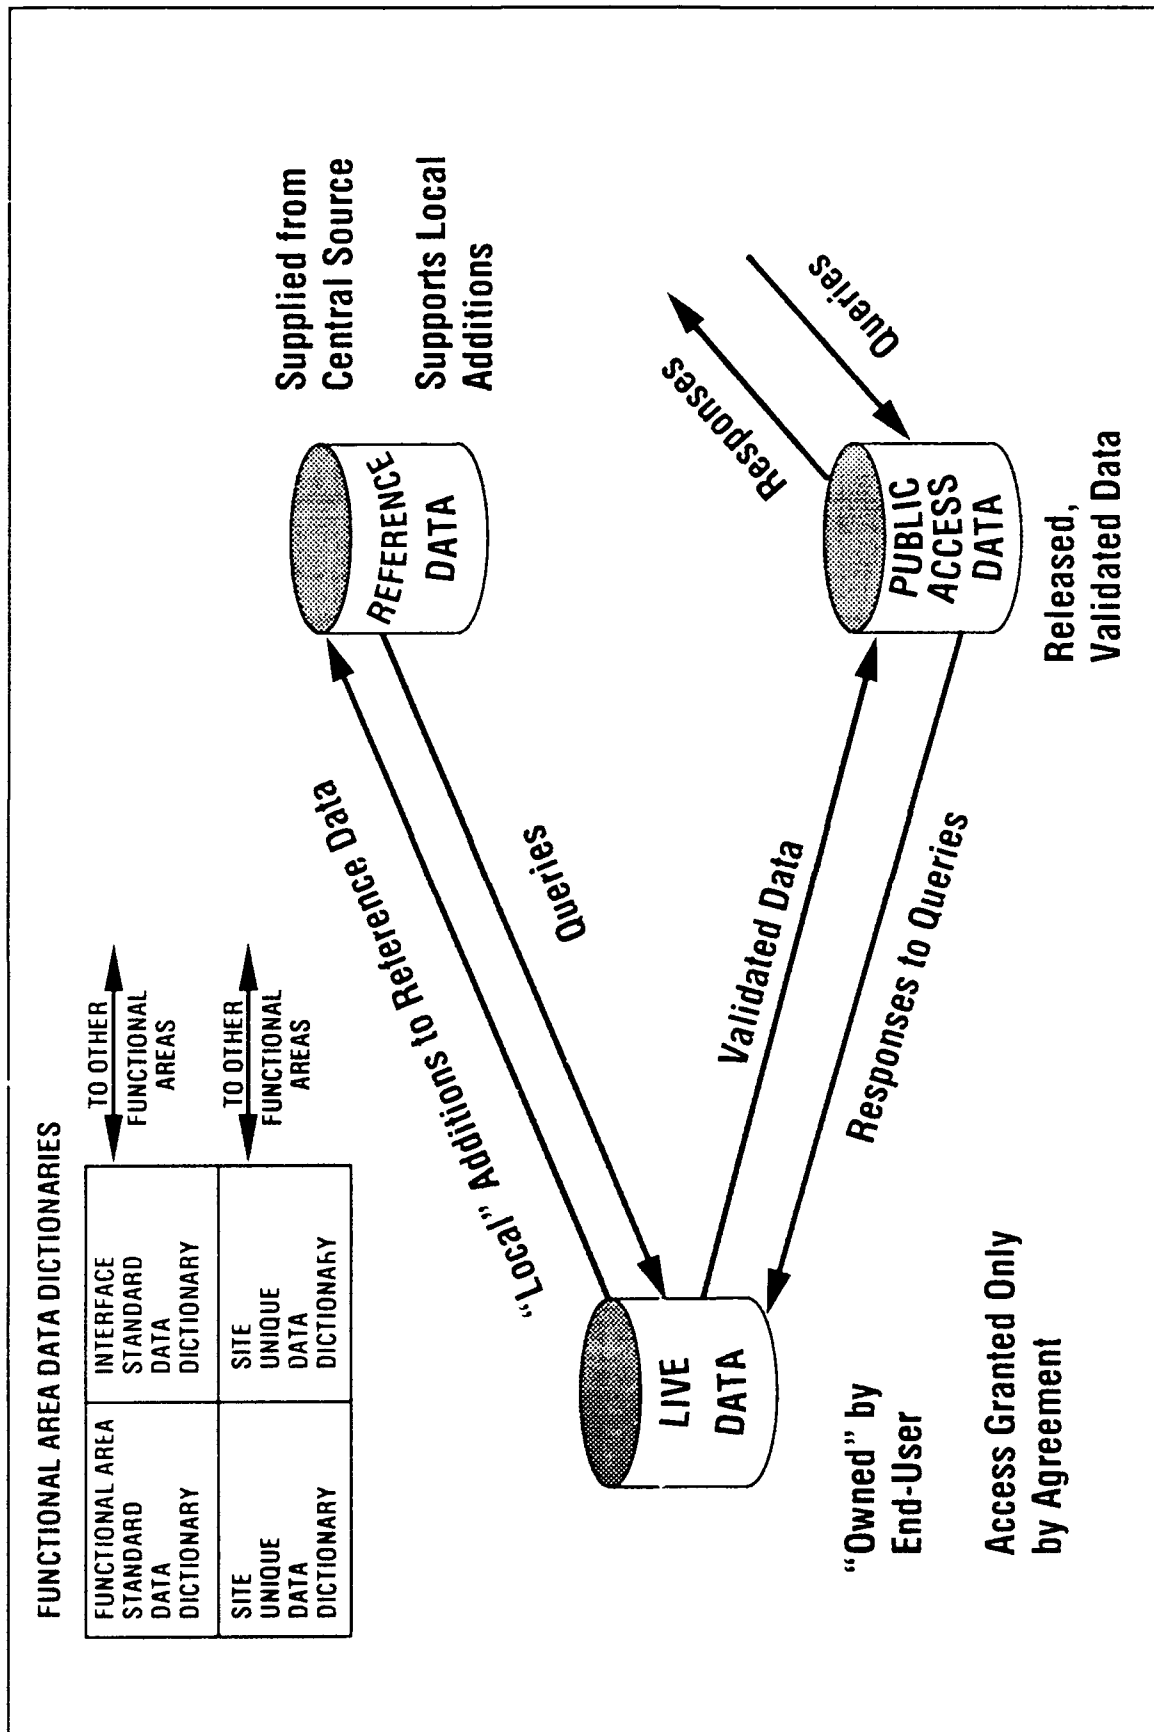 FUNCTIONAL AREA DATA DICTIONARIES
FUNCTIONAL AREA
STANDARD
DATA
DICTIONARY
INTERFACE
STANDARD
DATA
DICTIONARY
TO OTHER
FUNCTIONAL
AREAS
SITE
UNIQUE
DATA
DICTIONARY
SITE
UNIQUE
DATA
DICTIONARY
TO OTHER
FUNCTIONAL
AREAS
Supplied from
Central Source
Supports Local
Additions
REFERENCE
DATA
"Local" Additions to Reference Data
Queries
LIVE
DATA
"Owned" by
End-User
Access Granted Only
by Agreement
Validated Data
Responses to Queries
Responses
Queries
PUBLIC
ACCESS
DATA
Released,
Validated Data